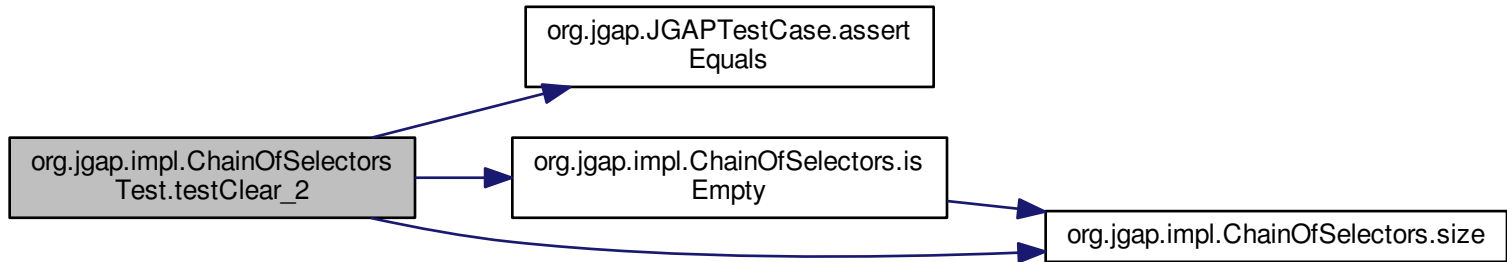 org.jgap.JGAPTestCase.assert
Equals
org.jgap.impl.ChainOfSelectors
Test.testClear_2
org.jgap.impl.ChainOfSelectors.is
Empty
org.jgap.impl.ChainOfSelectors.size